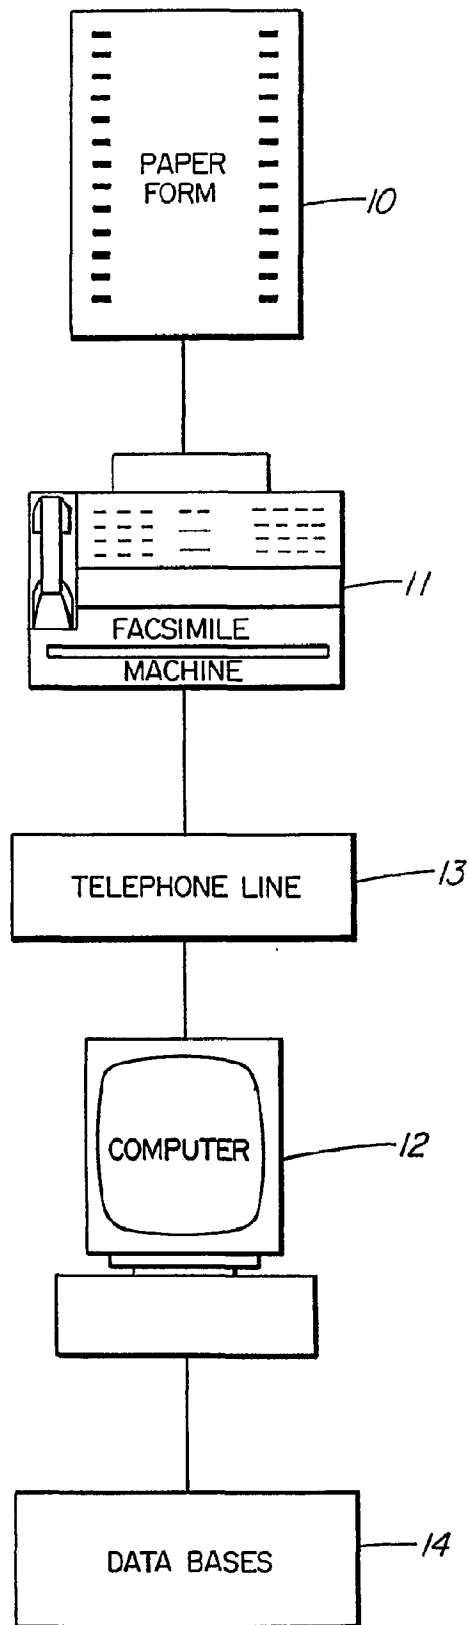 PAPER
FORM
10
11
FACSIMILE
MACHINE
TELEPHONE LINE
13
COMPUTER
12
DATA BASES
14